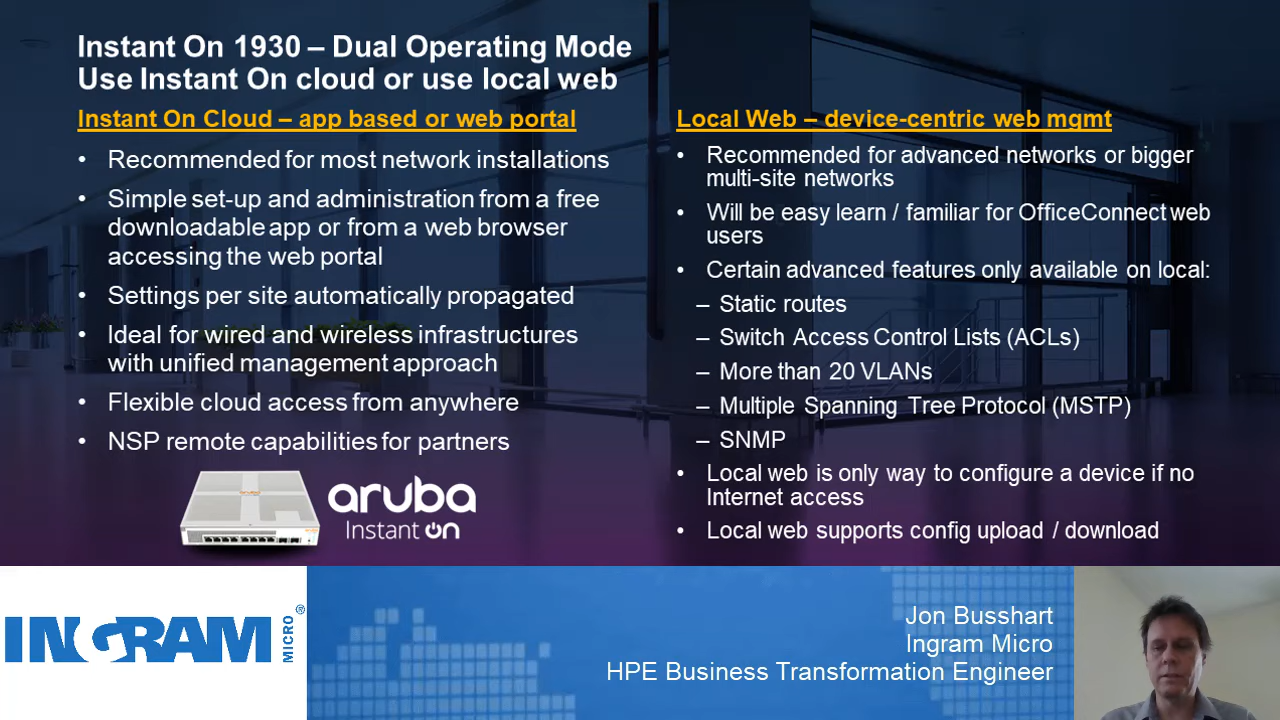 Instant On 1930 – Dual Operating Mode
Use Instant On cloud or use local web
Instant On Cloud – app based or web portal
• Recommended for most network installations
• Simple set-up and administration from a free
downloadable app or from a web browser
accessing the web portal
• Settings per site automatically propagated
• Ideal for wired and wireless infrastructures
with unified management approach
• Flexible cloud access from anywhere
• NSP remote capabilities for partners
aruba
Instant On
Local Web – device-centric web mgmt
• Recommended for advanced networks or bigger
multi-site networks
• Will be easy learn / familiar for OfficeConnect web
users
• Certain advanced features only available on local:
– Static routes
– Switch Access Control Lists (ACLs)
– More than 20 VLANs
– Multiple Spanning Tree Protocol (MSTP)
– SNMP
• Local web is only way to configure a device if no
Internet access
• Local web supports config upload / download
INGRAM MICRO®
Jon Busshart
Ingram Micro
HPE Business Transformation Engineer